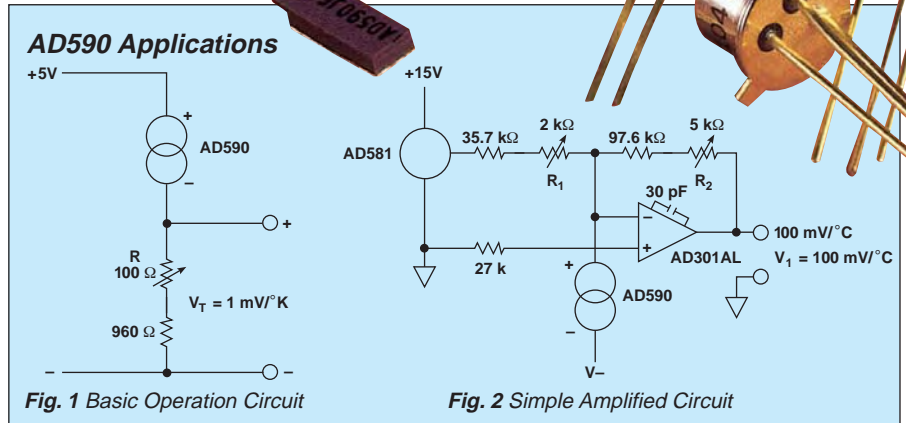 AD590 Applications
+5V
+
AD590
–
+
R
100 Ω
V_T = 1 mV/°K
960 Ω
–
–
Fig. 1 Basic Operation Circuit
+15V
AD581
35.7 kΩ
2 kΩ
R_1
97.6 kΩ
5 kΩ
R_2
30 pF
–
+
AD301AL
27 k
+
AD590
–
V–
100 mV/°C
V_1 = 100 mV/°C
Fig. 2 Simple Amplified Circuit